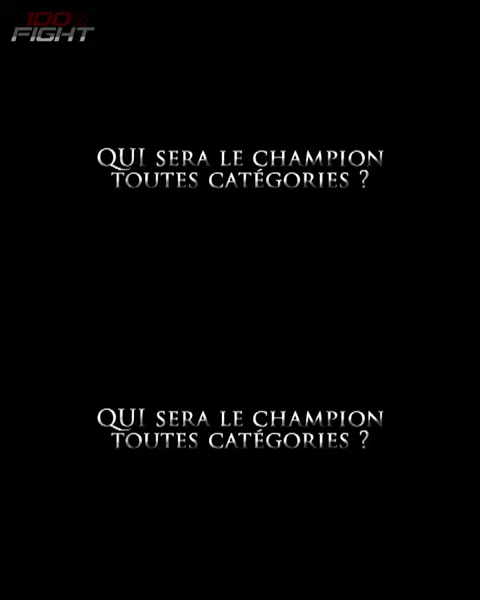 100%
FIGHT
QUI SERA LE CHAMPION
TOUTES CATÉGORIES ?
QUI SERA LE CHAMPION
TOUTES CATÉGORIES ?